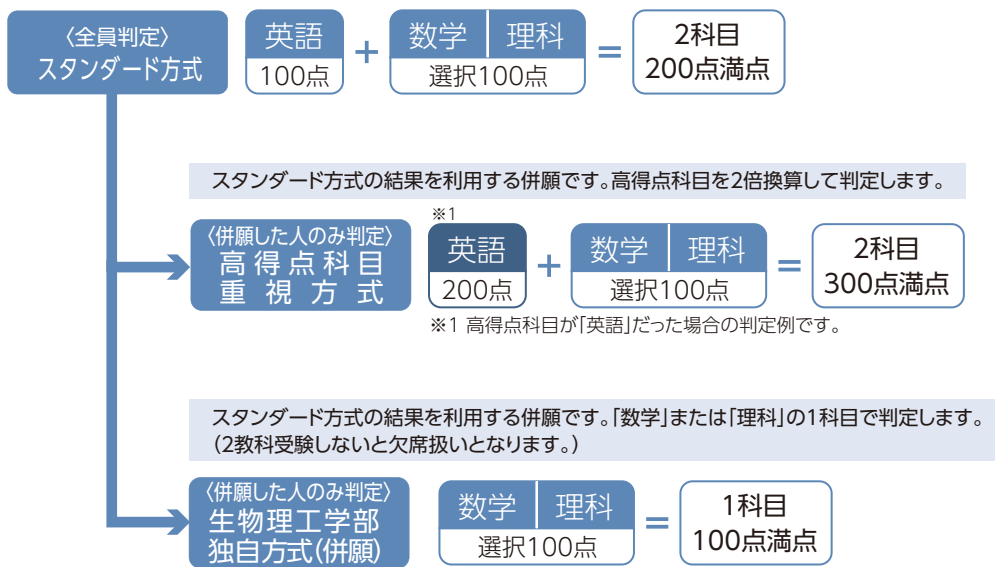 〈全員判定〉
スタンダード方式
英語
100点
+
数学 理科
選択100点
=
2科目
200点満点
スタンダード方式の結果を利用する併願です。高得点科目を2倍換算して判定します。
〈併願した人のみ判定〉
高得点科目
重視方式
※1
英語
200点
+
数学 理科
選択100点
=
2科目
300点満点
※1 高得点科目が「英語」だった場合の判定例です。
スタンダード方式の結果を利用する併願です。「数学」または「理科」の1科目で判定します。
(2教科受験しないと欠席扱いとなります。)
〈併願した人のみ判定〉
生物理工学部
独自方式(併願)
数学 理科
選択100点
=
1科目
100点満点